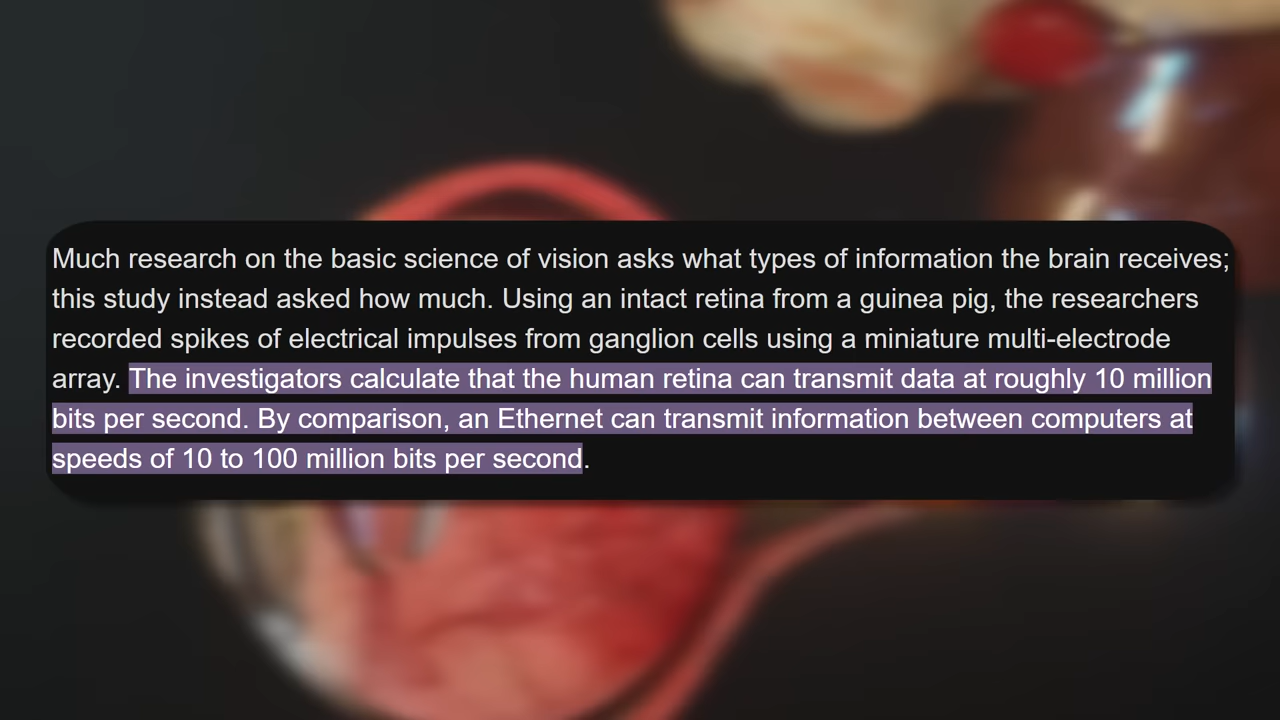 Much research on the basic science of vision asks what types of information the brain receives;
this study instead asked how much. Using an intact retina from a guinea pig, the researchers
recorded spikes of electrical impulses from ganglion cells using a miniature multi-electrode
array. The investigators calculate that the human retina can transmit data at roughly 10 million
bits per second. By comparison, an Ethernet can transmit information between computers at
speeds of 10 to 100 million bits per second.